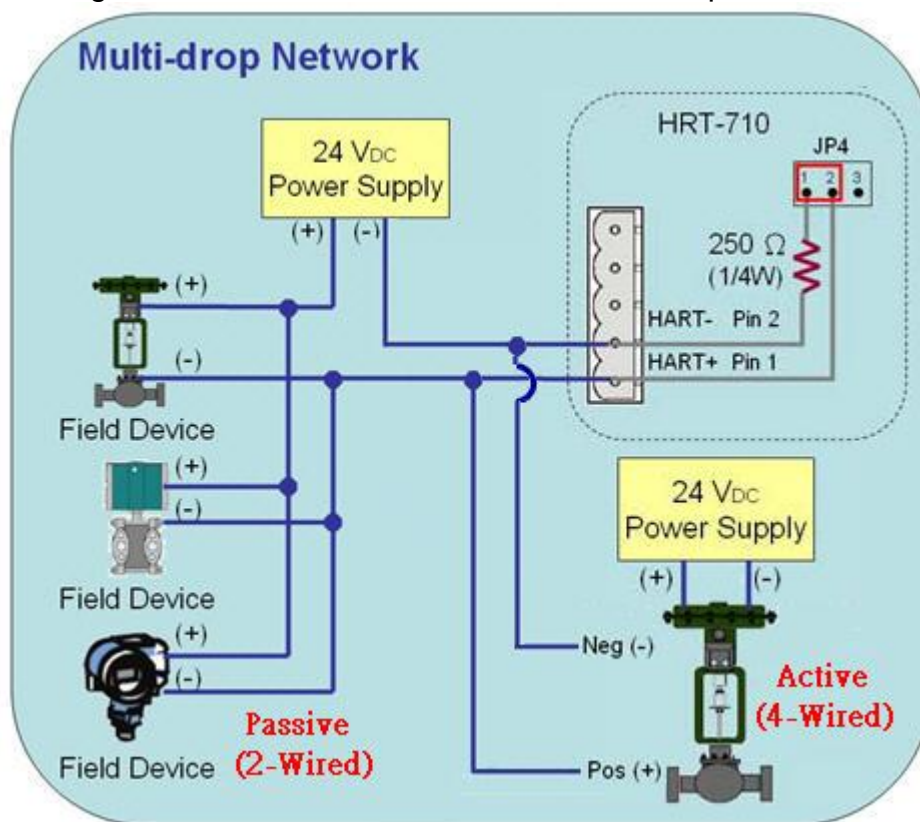 Multi-drop Network
24 VDC
Power Supply
(+) (-)
HRT-710
JP4
1 2 3
250 Ω
(1/4W)
HART- Pin 2
HART+ Pin 1
(+)
(-)
Field Device
(+)
(-)
Field Device
(+)
(-)
Field Device
Passive
(2-Wired)
24 VDC
Power Supply
(+) (-)
Neg (-)
Pos (+)
Active
(4-Wired)